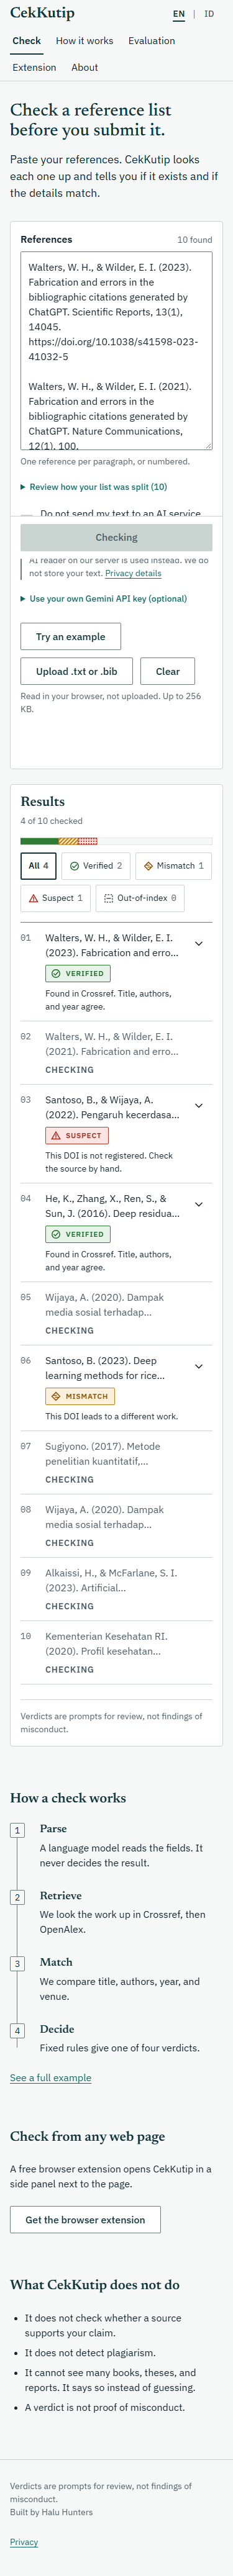 CekKutip
EN | ID
Check How it works Evaluation
Extension About
Check a reference list
before you submit it.
Paste your references. CekKutip looks
each one up and tells you if it exists and if
the details match.
References 10 found
Walters, W. H., & Wilder, E. I. (2023).
Fabrication and errors in the
bibliographic citations generated by
ChatGPT. Scientific Reports, 13(1),
14045.
https://doi.org/10.1038/s41598-023-
41032-5
Walters, W. H., & Wilder, E. I. (2021).
Fabrication and errors in the
bibliographic citations generated by
ChatGPT. Nature Communications,
12(1), 100.
One reference per paragraph, or numbered.
Review how your list was split (10)
Do not send my text to an AI service
Checking
AI reader on our server is used instead. We do
not store your text. Privacy details
Use your own Gemini API key (optional)
Try an example
Upload .txt or .bib Clear
Read in your browser, not uploaded. Up to 256
KB.
Results
4 of 10 checked
All 4 Verified 2 Mismatch 1
Suspect 1 Out-of-index 0
01 Walters, W. H., & Wilder, E. I.
(2023). Fabrication and erro...
VERIFIED
Found in Crossref. Title, authors,
and year agree.
02 Walters, W. H., & Wilder, E. I.
(2021). Fabrication and erro...
CHECKING
03 Santoso, B., & Wijaya, A.
(2022). Pengaruh kecerdasa...
SUSPECT
This DOI is not registered. Check
the source by hand.
04 He, K., Zhang, X., Ren, S., &
Sun, J. (2016). Deep residua...
VERIFIED
Found in Crossref. Title, authors,
and year agree.
05 Wijaya, A. (2020). Dampak
media sosial terhadap...
CHECKING
06 Santoso, B. (2023). Deep
learning methods for rice...
MISMATCH
This DOI leads to a different work.
07 Sugiyono. (2017). Metode
penelitian kuantitatif,...
CHECKING
08 Wijaya, A. (2020). Dampak
media sosial terhadap...
CHECKING
09 Alkaissi, H., & McFarlane, S. I.
(2023). Artificial...
CHECKING
10 Kementerian Kesehatan RI.
(2020). Profil kesehatan...
CHECKING
Verdicts are prompts for review, not findings of
misconduct.
How a check works
1 Parse
A language model reads the fields. It
never decides the result.
2 Retrieve
We look the work up in Crossref, then
OpenAlex.
3 Match
We compare title, authors, year, and
venue.
4 Decide
Fixed rules give one of four verdicts.
See a full example
Check from any web page
A free browser extension opens CekKutip in a
side panel next to the page.
Get the browser extension
What CekKutip does not do
• It does not check whether a source
supports your claim.
• It does not detect plagiarism.
• It cannot see many books, theses, and
reports. It says so instead of guessing.
• A verdict is not proof of misconduct.
Verdicts are prompts for review, not findings of
misconduct.
Built by Halu Hunters
Privacy